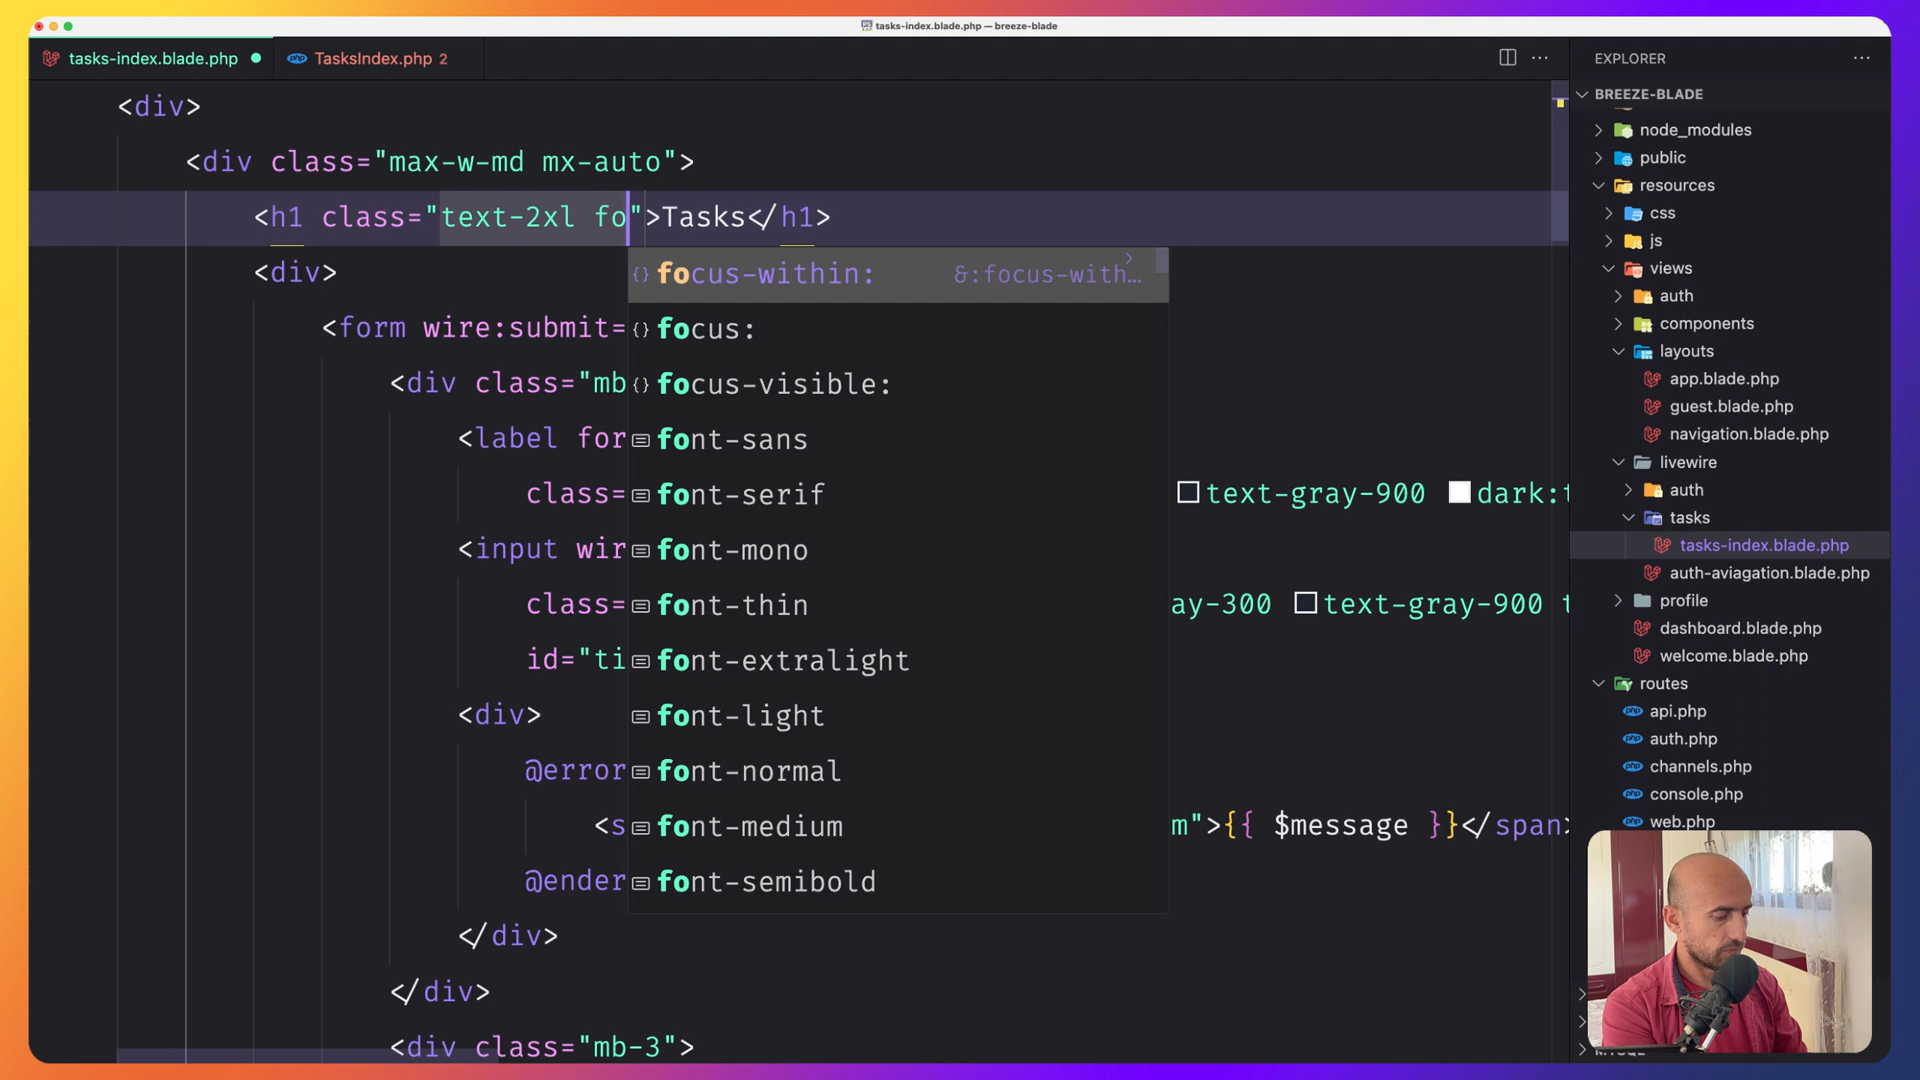 tasks-index.blade.php — breeze-blade
tasks-index.blade.php
TasksIndex.php 2
<div>
<div class="max-w-md mx-auto">
<h1 class="text-2xl fo">Tasks</h1>
<div>
<form wire:submit=
<div class="mb
<label for
class=
text-gray-900 dark:t
<input wir
class=
ay-300 text-gray-900 t
id="ti
<div>
@error
<s
m">{{ $message }}</span>
@ender
</div>
</div>
<div class="mb-3">
focus-within: &:focus-with…
focus:
focus-visible:
font-sans
font-serif
font-mono
font-thin
font-extralight
font-light
font-normal
font-medium
font-semibold
EXPLORER
BREEZE-BLADE
node_modules
public
resources
css
js
views
auth
components
layouts
app.blade.php
guest.blade.php
navigation.blade.php
livewire
auth
tasks
tasks-index.blade.php
auth-aviagation.blade.php
profile
dashboard.blade.php
welcome.blade.php
routes
api.php
auth.php
channels.php
console.php
web.php